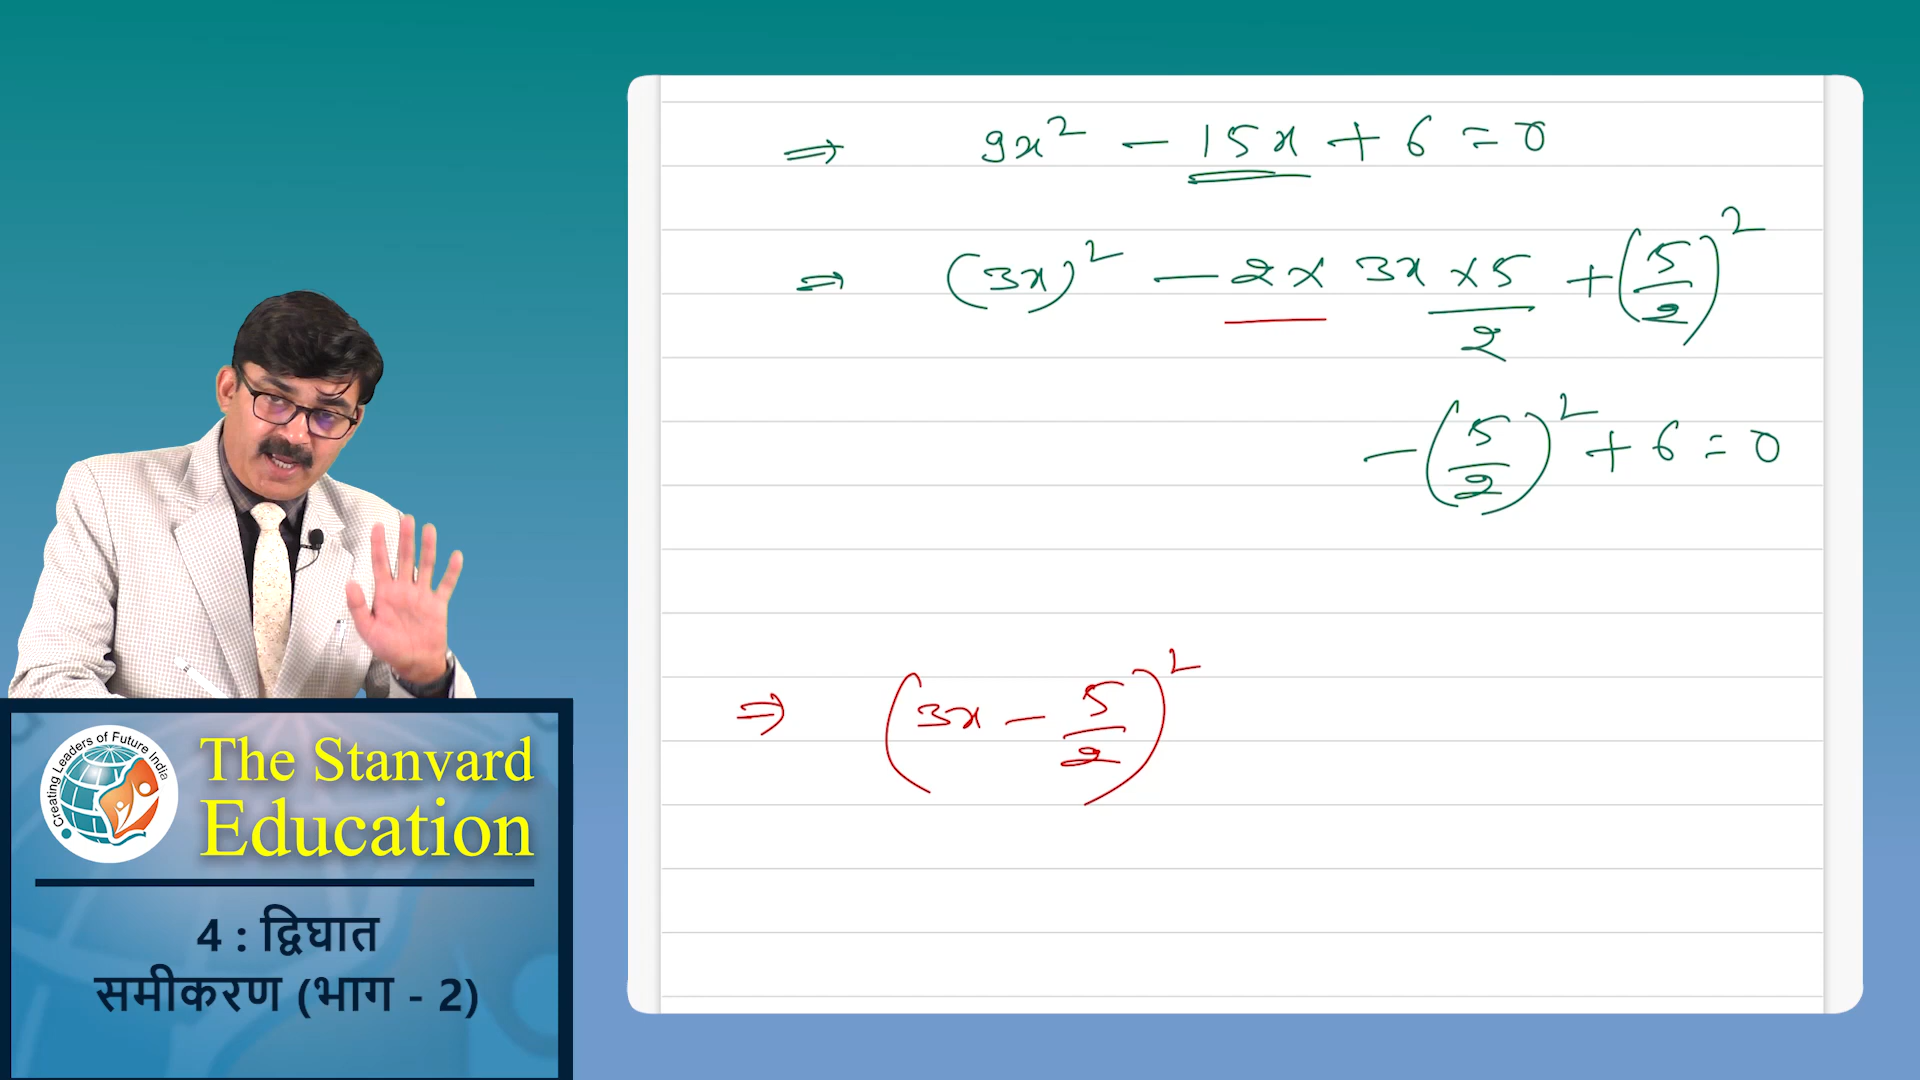 ⇒ 9x² - 15x + 6 = 0
⇒ (3x)² - 2 × 3x × 5/2 + (5/2)²
- (5/2)² + 6 = 0
⇒ (3x - 5/2)²
Creating Leaders of Future India
The Stanvard
Education
4 : द्विघात
समीकरण (भाग - 2)